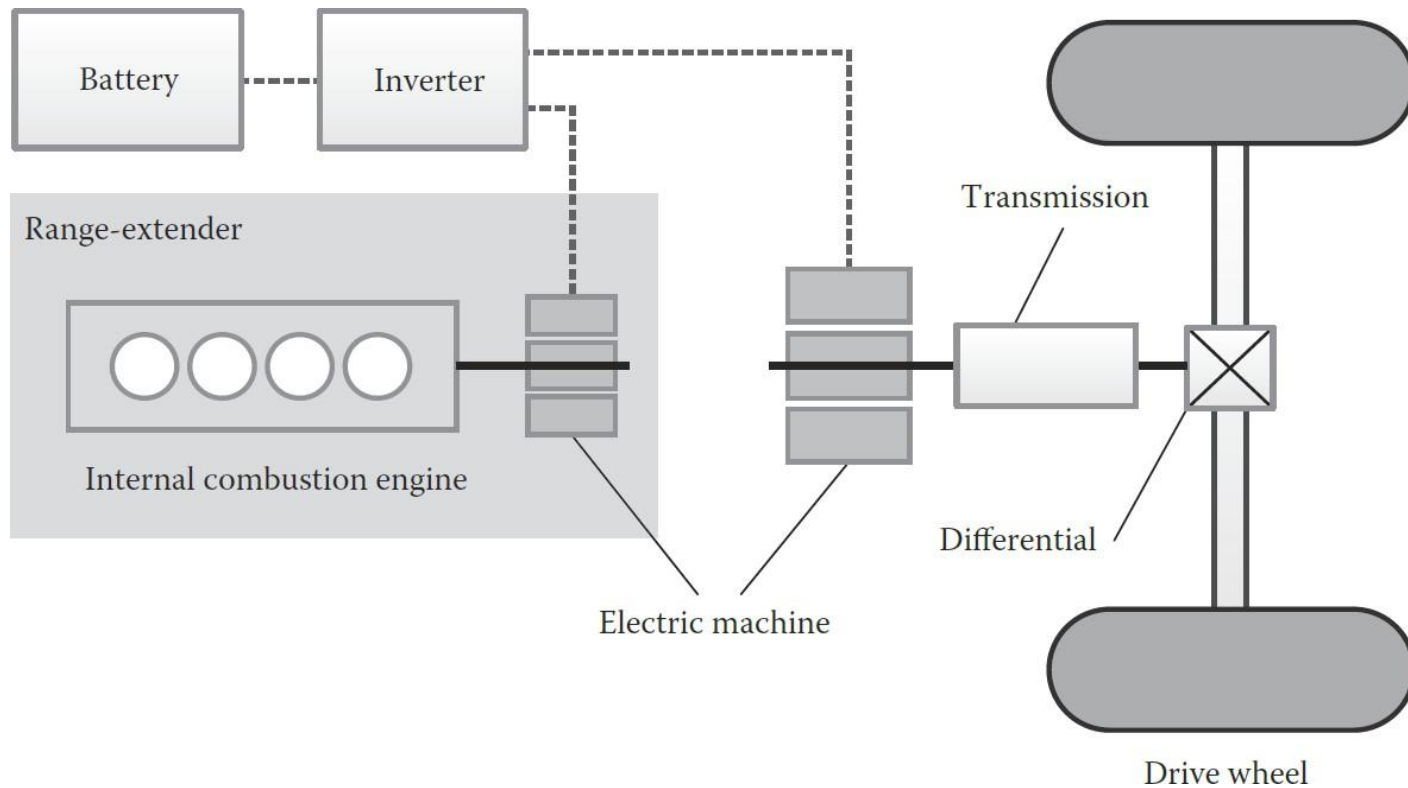 Battery
Inverter
Transmission
Range-extender
Internal combustion engine
Differential
Electric machine
Drive wheel